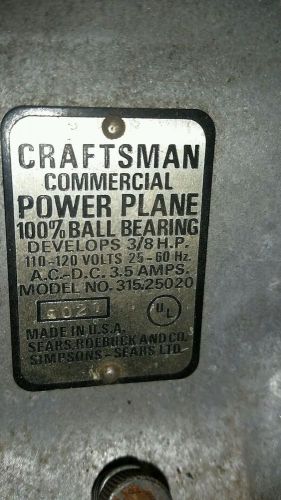 CRAFTSMAN
COMMERCIAL
POWER PLANE
100% BALL BEARING
DEVELOPS 3/8 H.P.
110-120 VOLTS 25-60 Hz.
A.C.-D.C. 3.5 AMPS.
MODEL NO. 315.25020
UL
MADE IN U.S.A.
SEARS, ROEBUCK AND CO.
SIMPSONS-SEARS LTD.